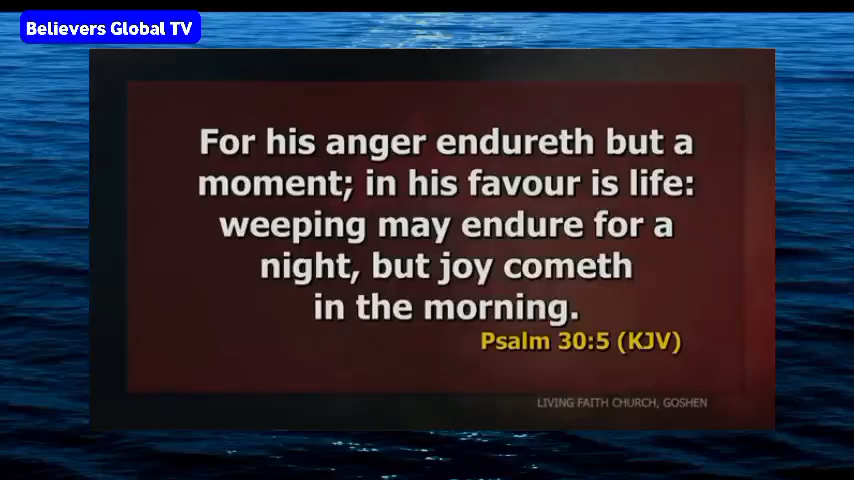 Believers Global TV
For his anger endureth but a
moment; in his favour is life:
weeping may endure for a
night, but joy cometh
in the morning.
Psalm 30:5 (KJV)
LIVING FAITH CHURCH, GOSHEN